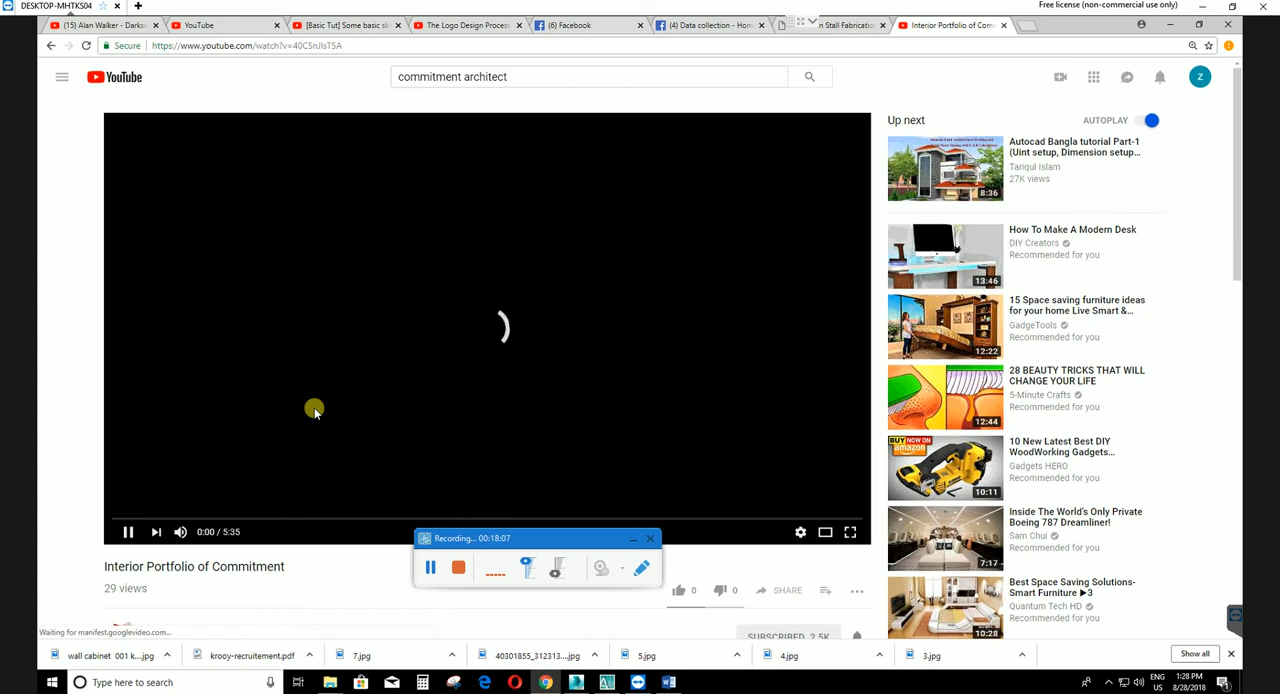 DESKTOP-MHTKS04
Free license (non-commercial use only)
(15) Alan Walker - Darks
YouTube
[Basic Tut] Some basic sk
The Logo Design Process
(6) Facebook
(4) Data collection - Hom
n Stall Fabricatio
Interior Portfolio of Com
Secure
https://www.youtube.com/watch?v=40C5nJIsT5A
YouTube
commitment architect
Z
Up next
AUTOPLAY
Autocad Bangla tutorial Part-1
(Uint setup, Dimension setup...
Tariqul Islam
27K views
8:36
How To Make A Modern Desk
DIY Creators
Recommended for you
13:46
15 Space saving furniture ideas
for your home Live Smart &...
GadgetTools
Recommended for you
12:22
28 BEAUTY TRICKS THAT WILL
CHANGE YOUR LIFE
5-Minute Crafts
Recommended for you
12:44
BUY NOW ON
amazon
10 New Latest Best DIY
WoodWorking Gadgets...
Gadgets HERO
Recommended for you
10:11
Inside The World's Only Private
Boeing 787 Dreamliner!
Sam Chui
Recommended for you
7:17
Best Space Saving Solutions-
Smart Furniture ▶3
Quantum Tech HD
Recommended for you
10:28
0:00 / 5:35
Recording... 00:18:07
Interior Portfolio of Commitment
29 views
0
0
SHARE
SUBSCRIBED 2.5K
Waiting for manifest.googlevideo.com...
wall cabinet 001 k....jpg
krooy-recruitement.pdf
7.jpg
40301855_312313....jpg
5.jpg
4.jpg
3.jpg
Show all
Type here to search
ENG
US
1:28 PM
8/28/2018